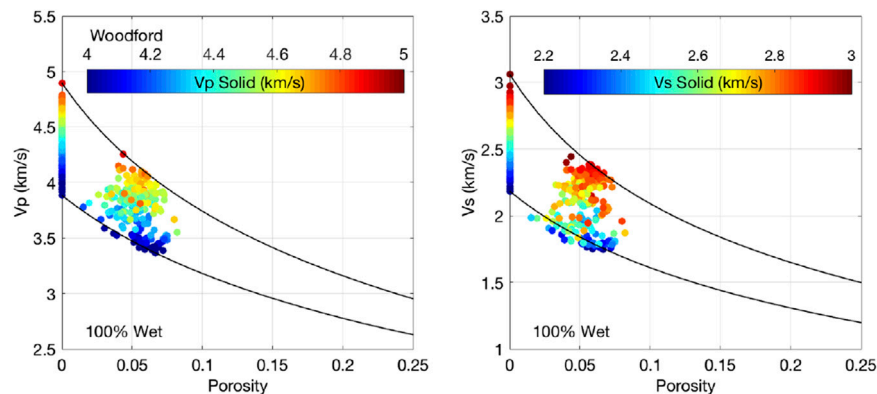 5.5
Woodford
4 4.2 4.4 4.6 4.8 5
Vp Solid (km/s)
5
4.5
4
3.5
3
2.5
Vp (km/s)
100% Wet
0 0.05 0.1 0.15 0.2 0.25
Porosity
3.5
2.2 2.4 2.6 2.8 3
Vs Solid (km/s)
3
2.5
2
1.5
1
Vs (km/s)
100% Wet
0 0.05 0.1 0.15 0.2 0.25
Porosity